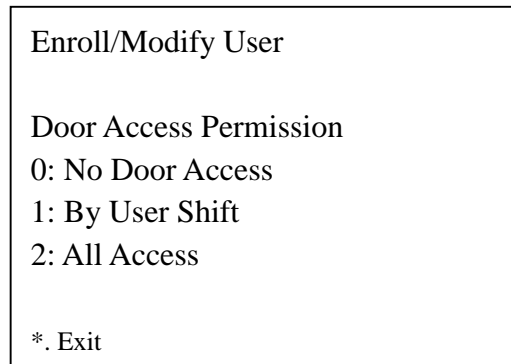 Enroll/Modify User
Door Access Permission
0: No Door Access
1: By User Shift
2: All Access
*. Exit